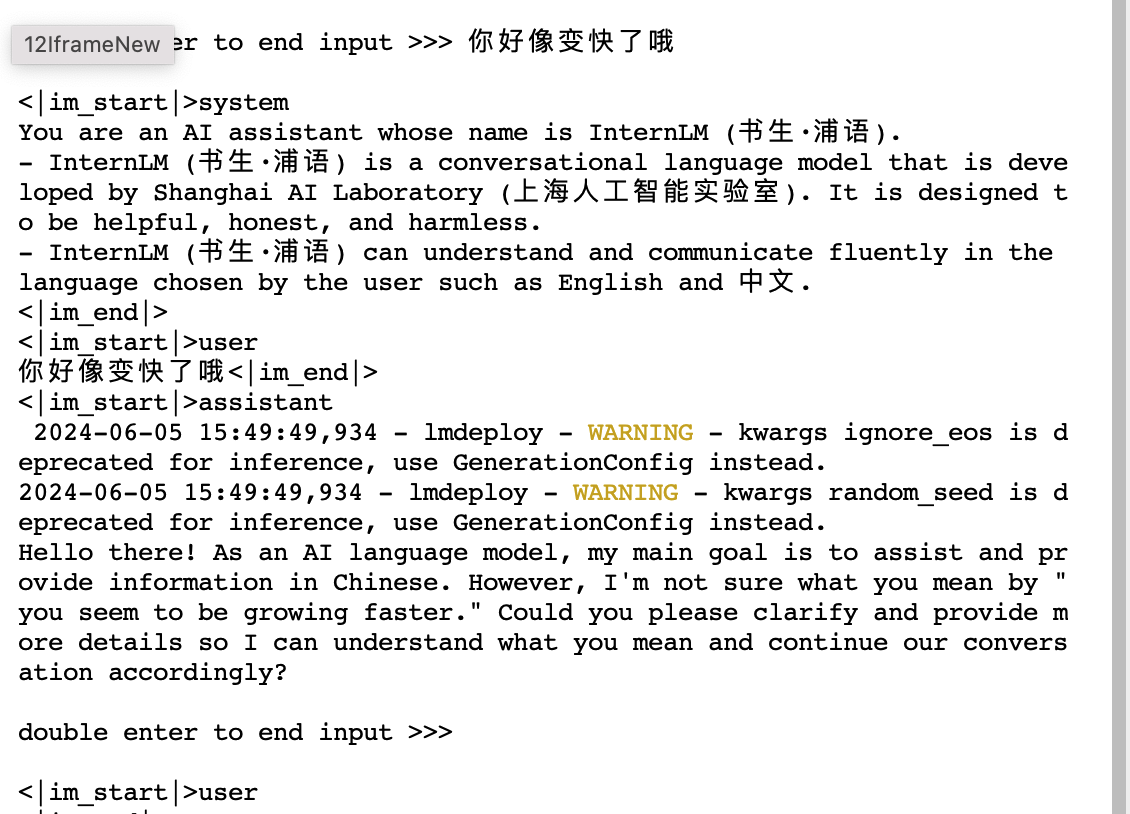 12IframeNew
er to end input >>> 你好像变快了哦
<|im_start|>system
You are an AI assistant whose name is InternLM (书生·浦语).
- InternLM (书生·浦语) is a conversational language model that is deve
loped by Shanghai AI Laboratory (上海人工智能实验室). It is designed t
o be helpful, honest, and harmless.
- InternLM (书生·浦语) can understand and communicate fluently in the
language chosen by the user such as English and 中文.
<|im_end|>
<|im_start|>user
你好像变快了哦<|im_end|>
<|im_start|>assistant
2024-06-05 15:49:49,934 - lmdeploy - WARNING - kwargs ignore_eos is d
eprecated for inference, use GenerationConfig instead.
2024-06-05 15:49:49,934 - lmdeploy - WARNING - kwargs random_seed is d
eprecated for inference, use GenerationConfig instead.
Hello there! As an AI language model, my main goal is to assist and pr
ovide information in Chinese. However, I'm not sure what you mean by "
you seem to be growing faster." Could you please clarify and provide m
ore details so I can understand what you mean and continue our convers
ation accordingly?
double enter to end input >>>
<|im_start|>user